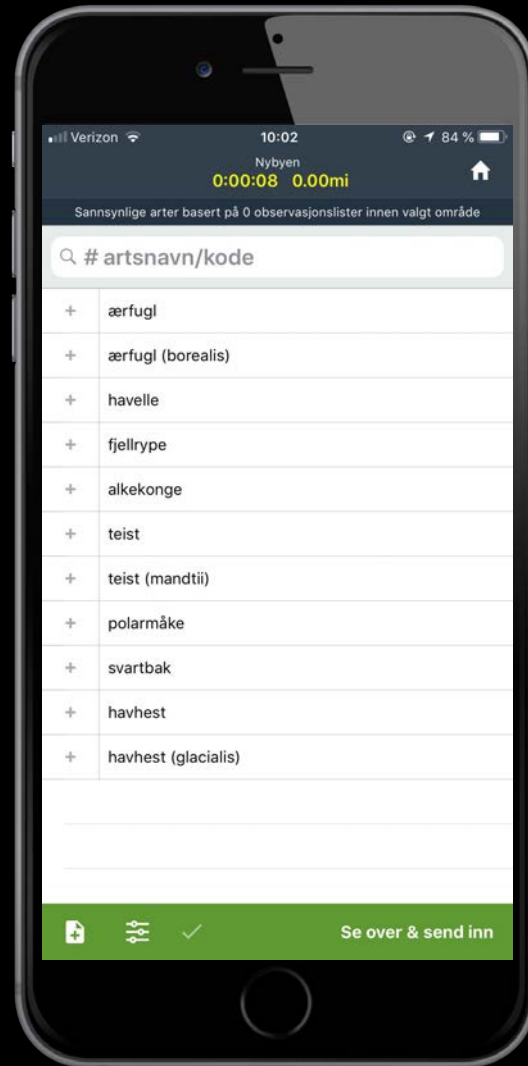 Verizon 10:02 84 %
Nybyen
0:00:08 0.00mi
Sannsynlige arter basert på 0 observasjonslister innen valgt område
# artsnavn/kode
+ ærfugl
+ ærfugl (borealis)
+ havelle
+ fjellrype
+ alkekonge
+ teist
+ teist (mandtii)
+ polarmåke
+ svartbak
+ havhest
+ havhest (glacialis)
Se over & send inn